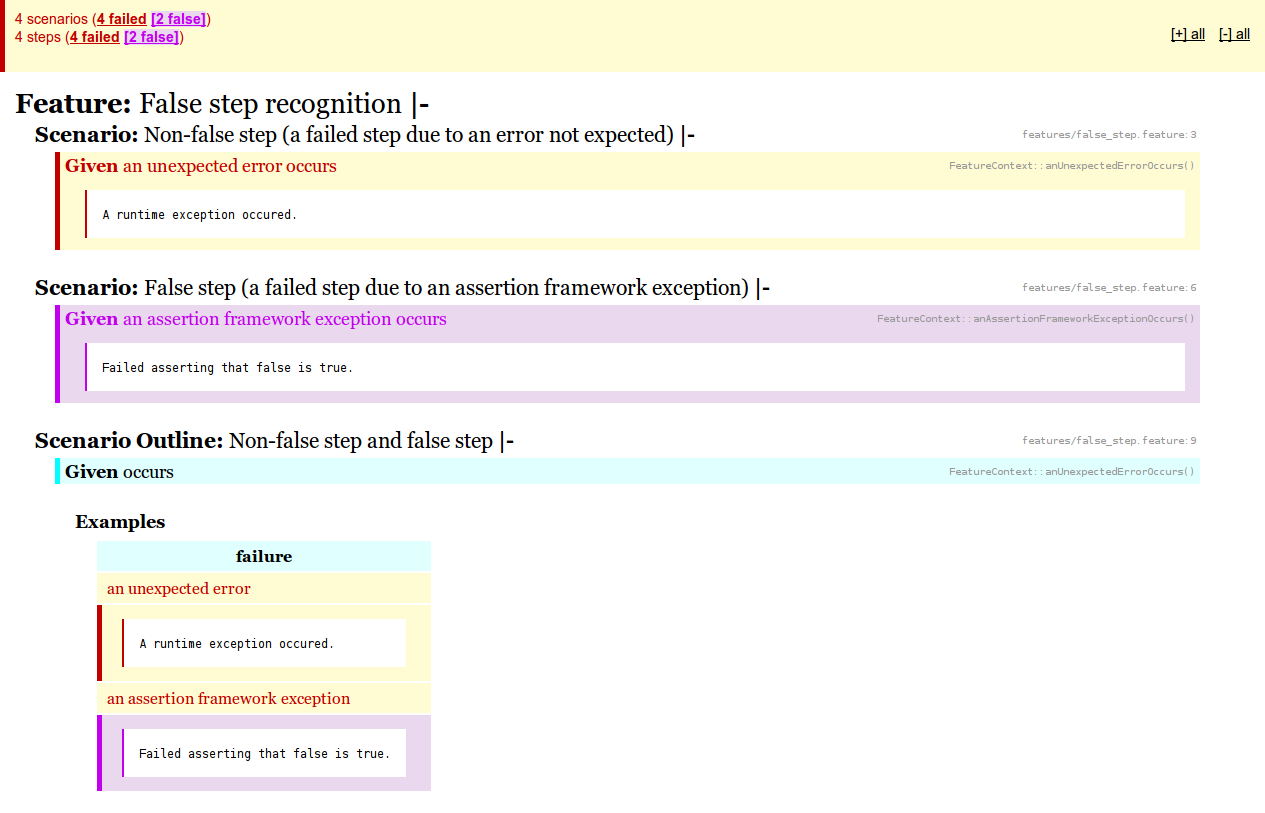 4 scenarios (4 failed [2 false])
4 steps (4 failed [2 false])
[+] all [-] all
Feature: False step recognition |-
Scenario: Non-false step (a failed step due to an error not expected) |- features/false_step.feature:3
Given an unexpected error occurs FeatureContext::anUnexpectedErrorOccurs()
A runtime exception occured.
Scenario: False step (a failed step due to an assertion framework exception) |- features/false_step.feature:6
Given an assertion framework exception occurs FeatureContext::anAssertionFrameworkExceptionOccurs()
Failed asserting that false is true.
Scenario Outline: Non-false step and false step |- features/false_step.feature:9
Given occurs FeatureContext::anUnexpectedErrorOccurs()
Examples
failure
an unexpected error
A runtime exception occured.
an assertion framework exception
Failed asserting that false is true.